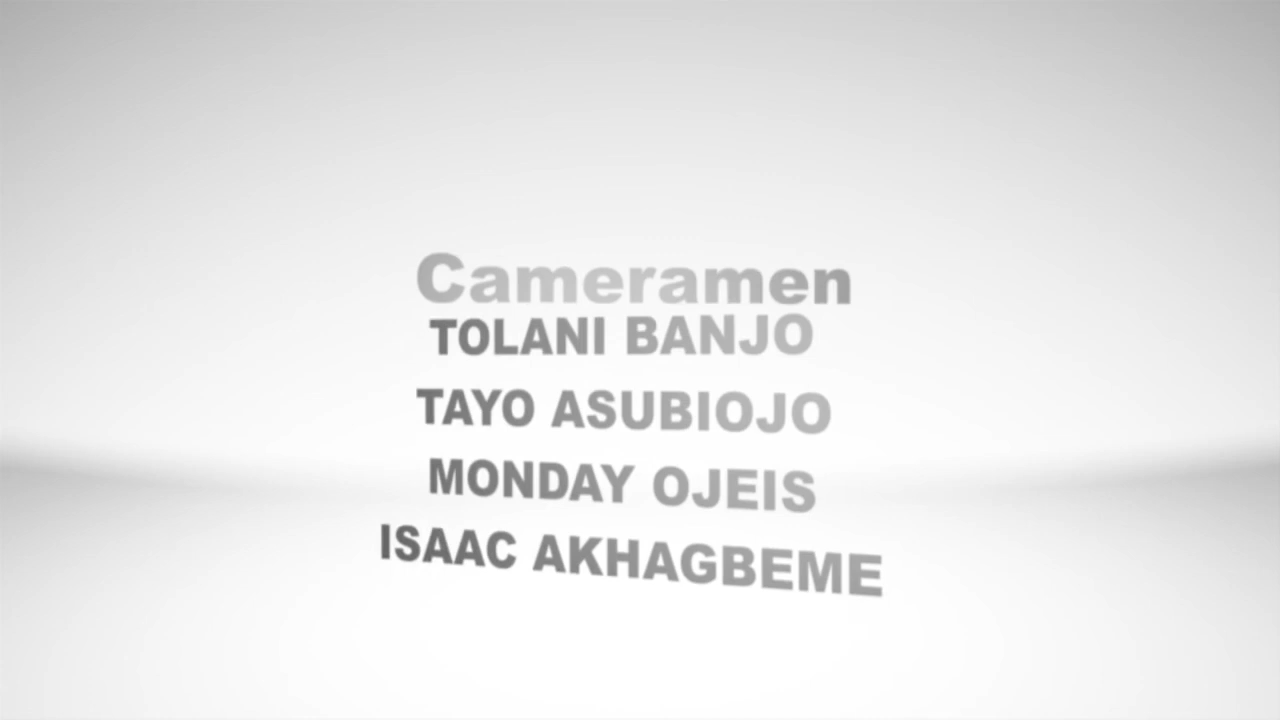 Cameramen
TOLANI BANJO
TAYO ASUBIOJO
MONDAY OJEIS
ISAAC AKHAGBEME